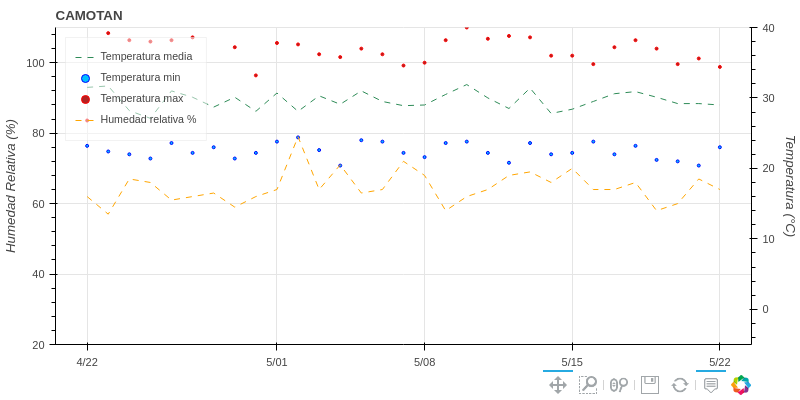 CAMOTAN
Temperatura media
Temperatura min
Temperatura max
Humedad relativa %
Humedad Relativa (%)
100
80
60
40
20
Temperatura (°C)
40
30
20
10
0
4/22
5/01
5/08
5/15
5/22